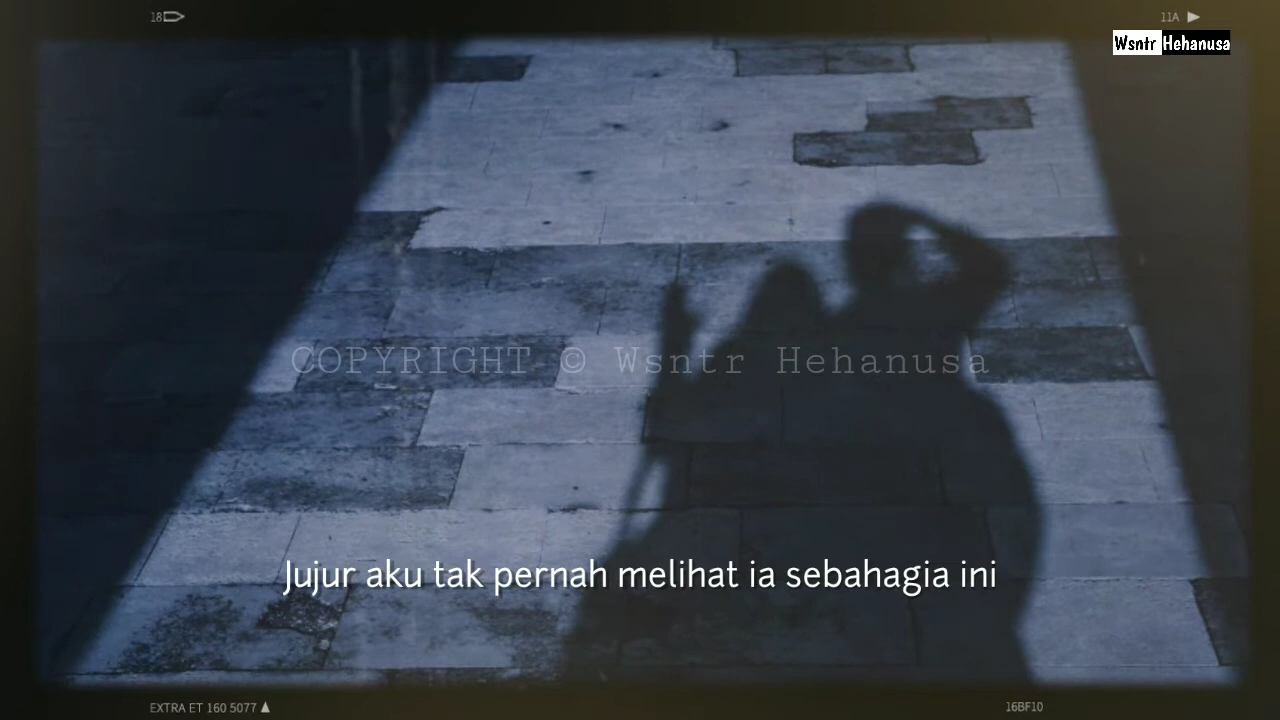 18
11A
Wsntr Hehanusa
COPYRIGHT © Wsntr Hehanusa
Jujur aku tak pernah melihat ia sebahagia ini
EXTRA ET 160 5077
16BF10